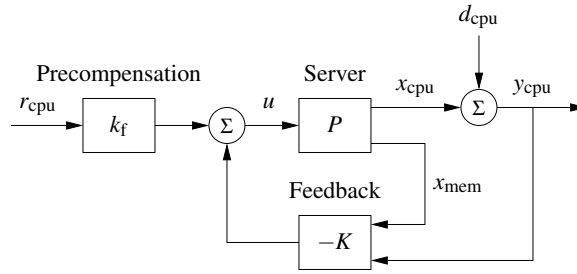 d_cpu
Precompensation
Server
r_cpu
k_f
Σ
u
P
x_cpu
Σ
y_cpu
x_mem
Feedback
−K